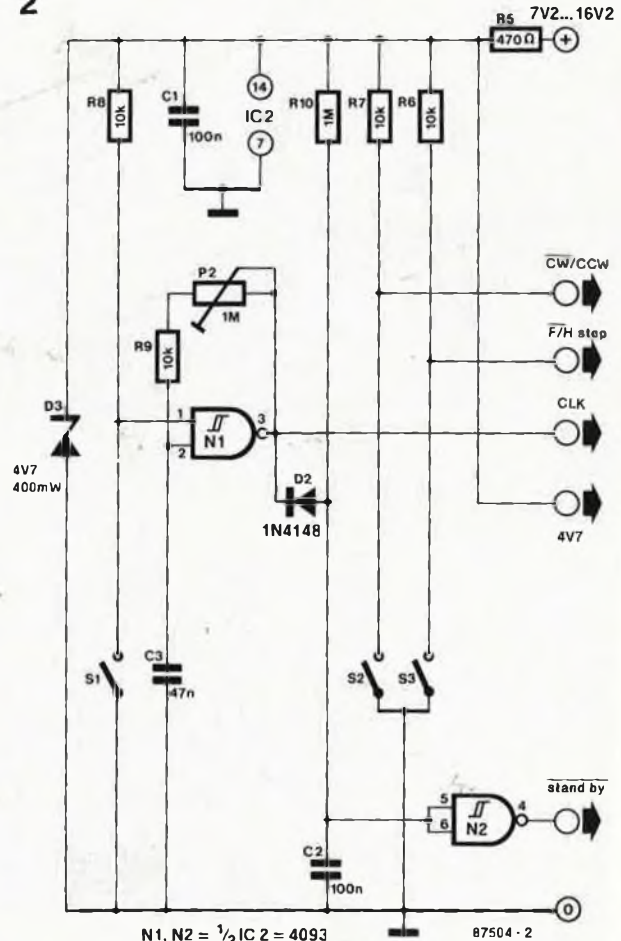 2
7V2...16V2
R5
470Ω
+
R8
10k
C1
100n
14
IC 2
7
R10
1M
R7
10k
R6
10k
P2
1M
CW/CCW
R9
10k
F/H step
D3
1
2
N1
3
CLK
4V7
400mW
D2
1N4148
4V7
S1
C3
47n
S2
S3
stand by
5
6
N2
4
C2
100n
0
N1, N2 = 1/2 IC 2 = 4093
87504 - 2